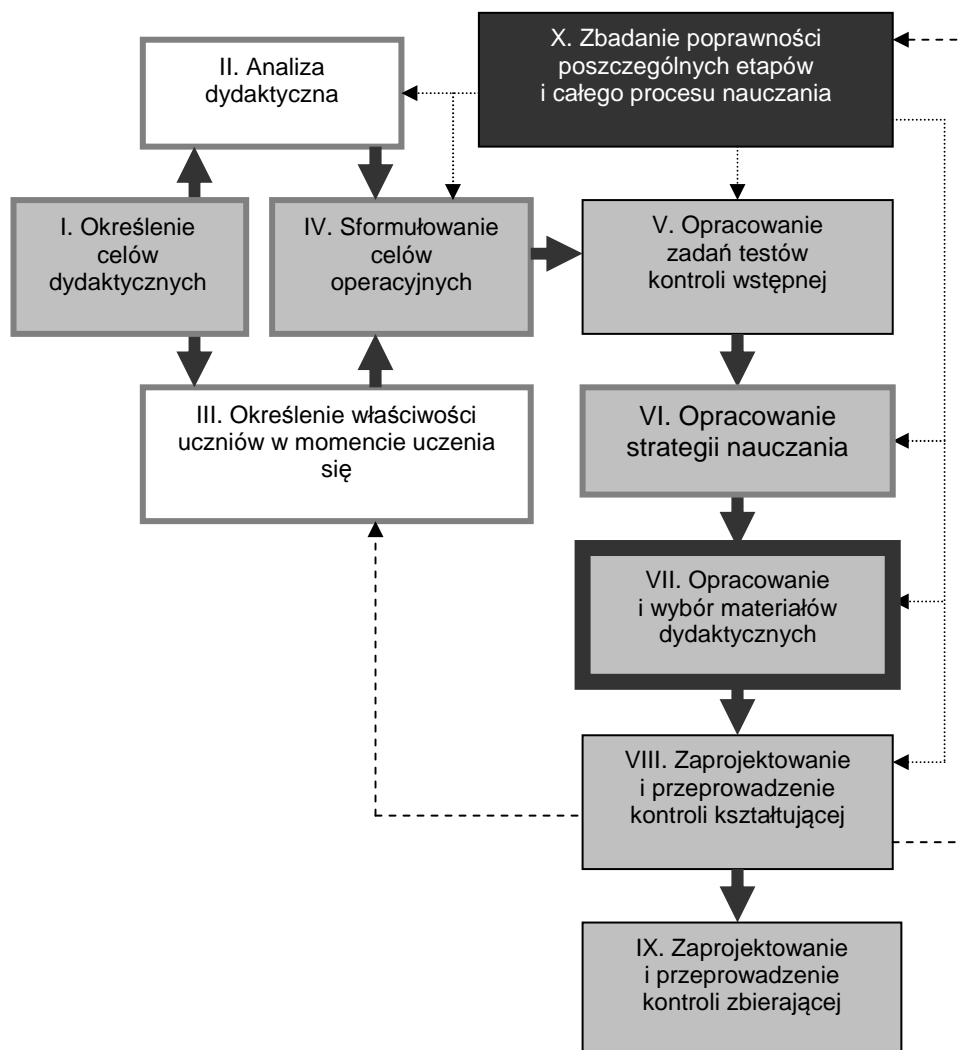 X. Zbadanie poprawności
poszczególnych etapów
i całego procesu nauczania
II. Analiza
dydaktyczna
I. Określenie
celów
dydaktycznych
IV. Sformułowanie
celów
operacyjnych
V. Opracowanie
zadań testów
kontroli wstępnej
III. Określenie właściwości
uczniów w momencie uczenia
się
VI. Opracowanie
strategii nauczania
VII. Opracowanie
i wybór materiałów
dydaktycznych
VIII. Zaprojektowanie
i przeprowadzenie
kontroli kształtującej
IX. Zaprojektowanie
i przeprowadzenie
kontroli zbierającej